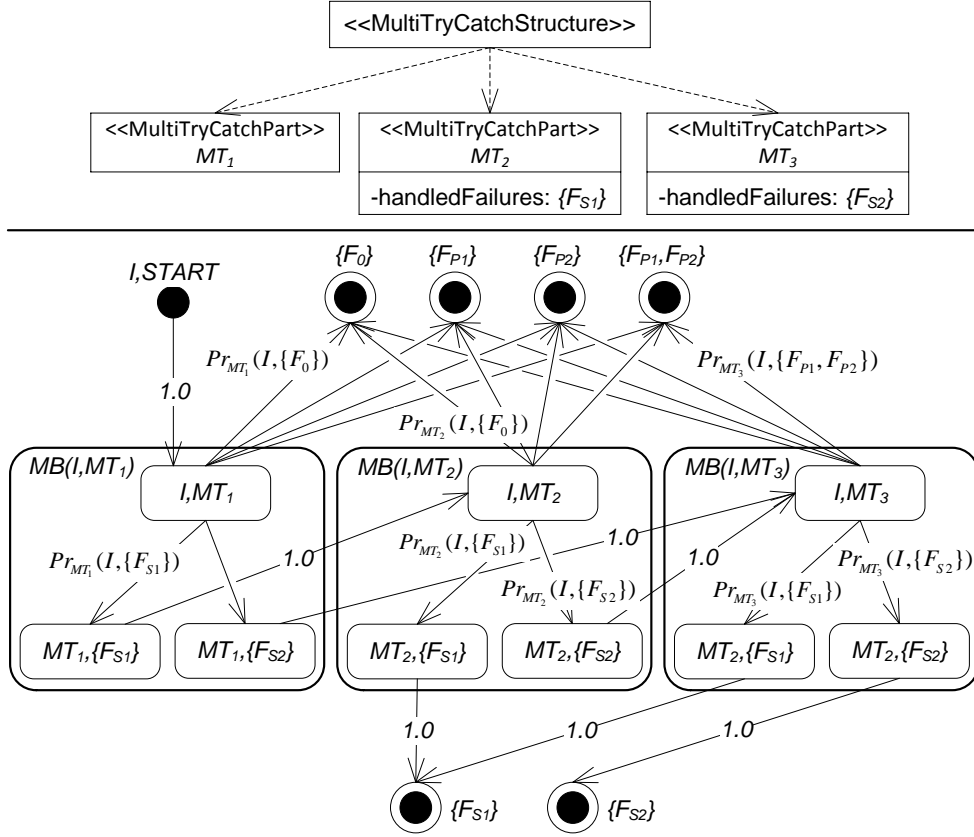 <<MultiTryCatchStructure>>
<<MultiTryCatchPart>>
MT1
<<MultiTryCatchPart>>
MT2
-handledFailures: {FS1}
<<MultiTryCatchPart>>
MT3
-handledFailures: {FS2}
I,START
{F0}
{FP1}
{FP2}
{FP1,FP2}
PrMT1(I,{F0})
PrMT3(I,{FP1,FP2})
1.0
PrMT2(I,{F0})
MB(I,MT1)
MB(I,MT2)
MB(I,MT3)
I,MT1
I,MT2
I,MT3
PrMT1(I,{FS1})
1.0
PrMT2(I,{FS1})
1.0
PrMT3(I,{FS2})
PrMT2(I,{FS2})
PrMT3(I,{FS1})
MT1,{FS1}
MT1,{FS2}
MT2,{FS1}
MT2,{FS2}
MT2,{FS1}
MT2,{FS2}
1.0
1.0
1.0
{FS1}
{FS2}